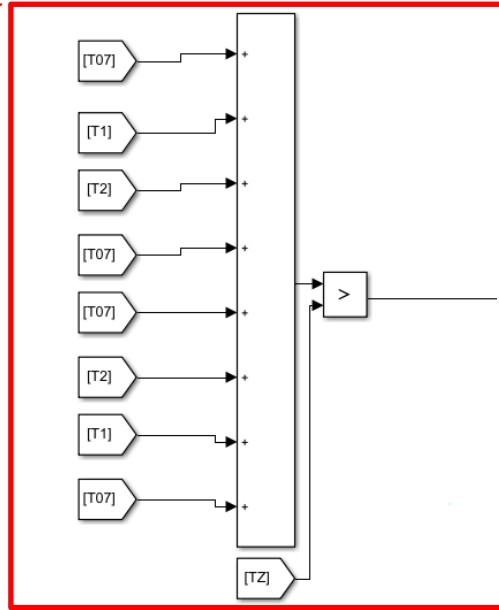 [T07]
+
[T1]
+
[T2]
+
[T07]
+
[T07]
+
[T2]
+
[T1]
+
[T07]
+
>
[TZ]